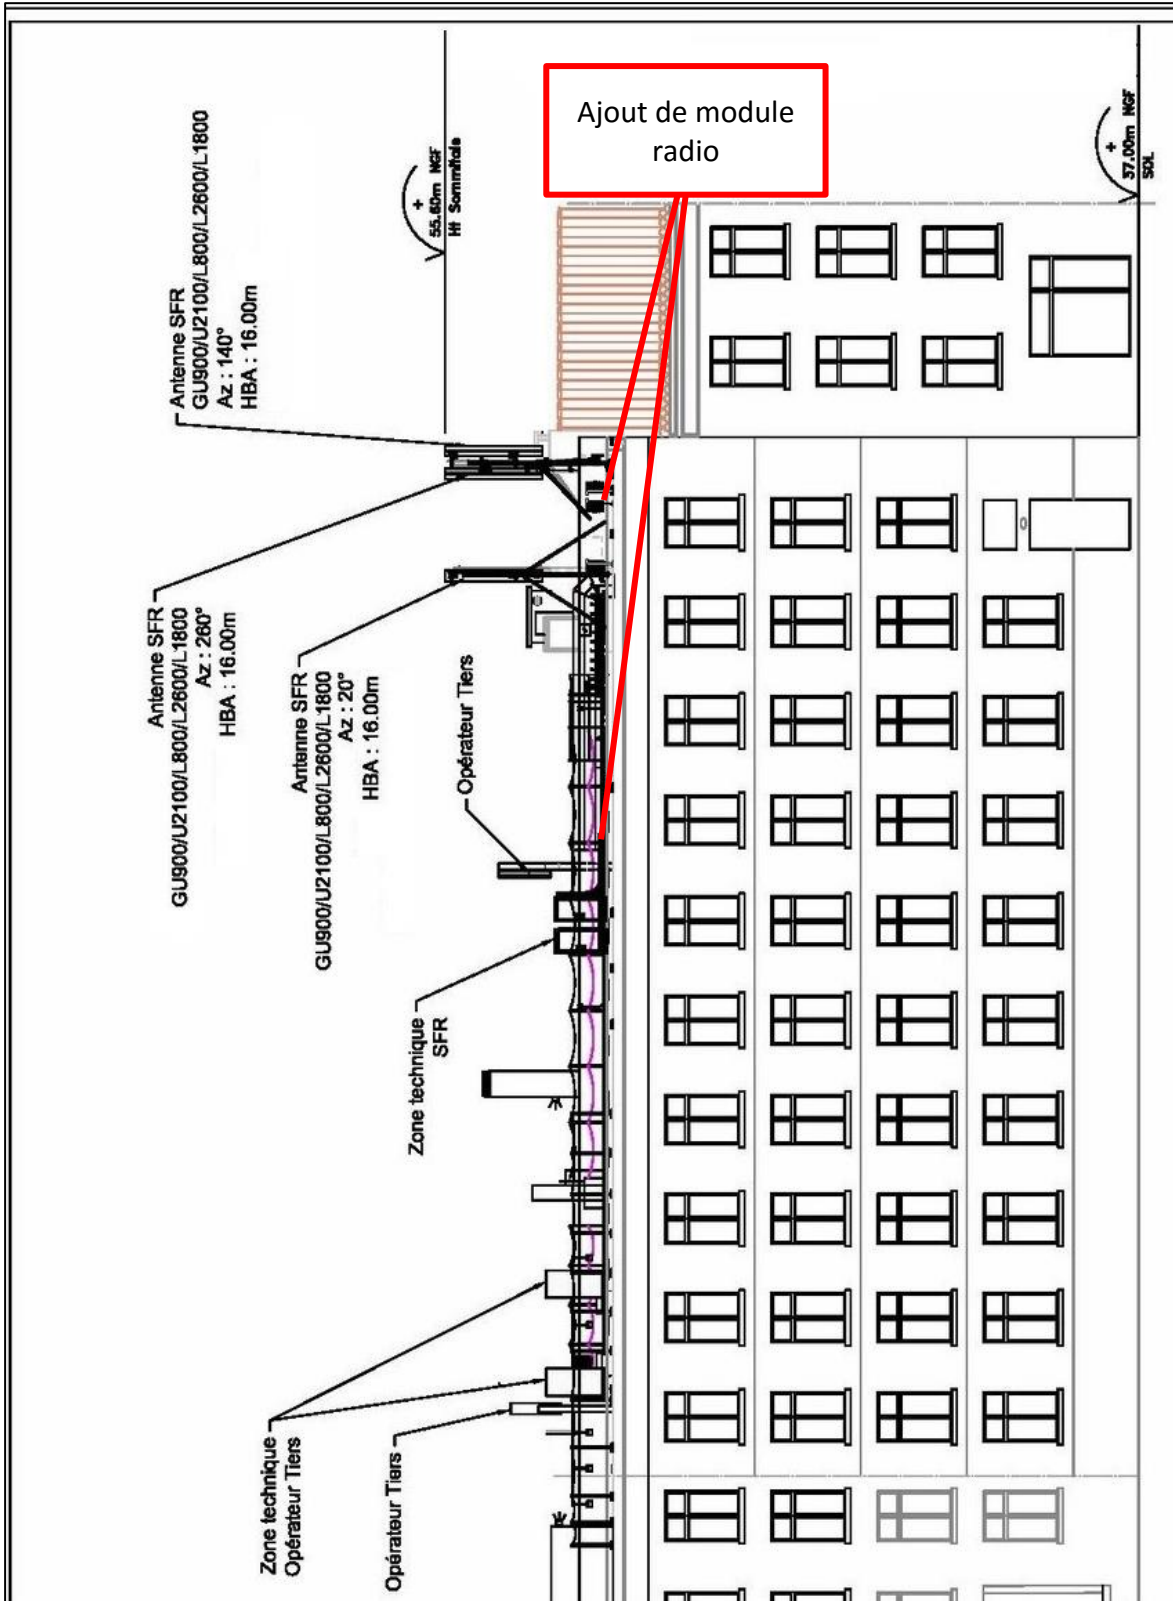 Ajout de module
radio
55.60m NGF
Ht Sommitale
37.00m NGF
SOL
Antenne SFR
GU900/U2100/L800/L2600/L1800
Az : 140°
HBA : 16.00m
Antenne SFR
GU900/U2100/L800/L2600/L1800
Az : 260°
HBA : 16.00m
Antenne SFR
GU900/U2100/L800/L2600/L1800
Az : 20°
HBA : 16.00m
Opérateur Tiers
Zone technique
SFR
Zone technique
Opérateur Tiers
Opérateur Tiers